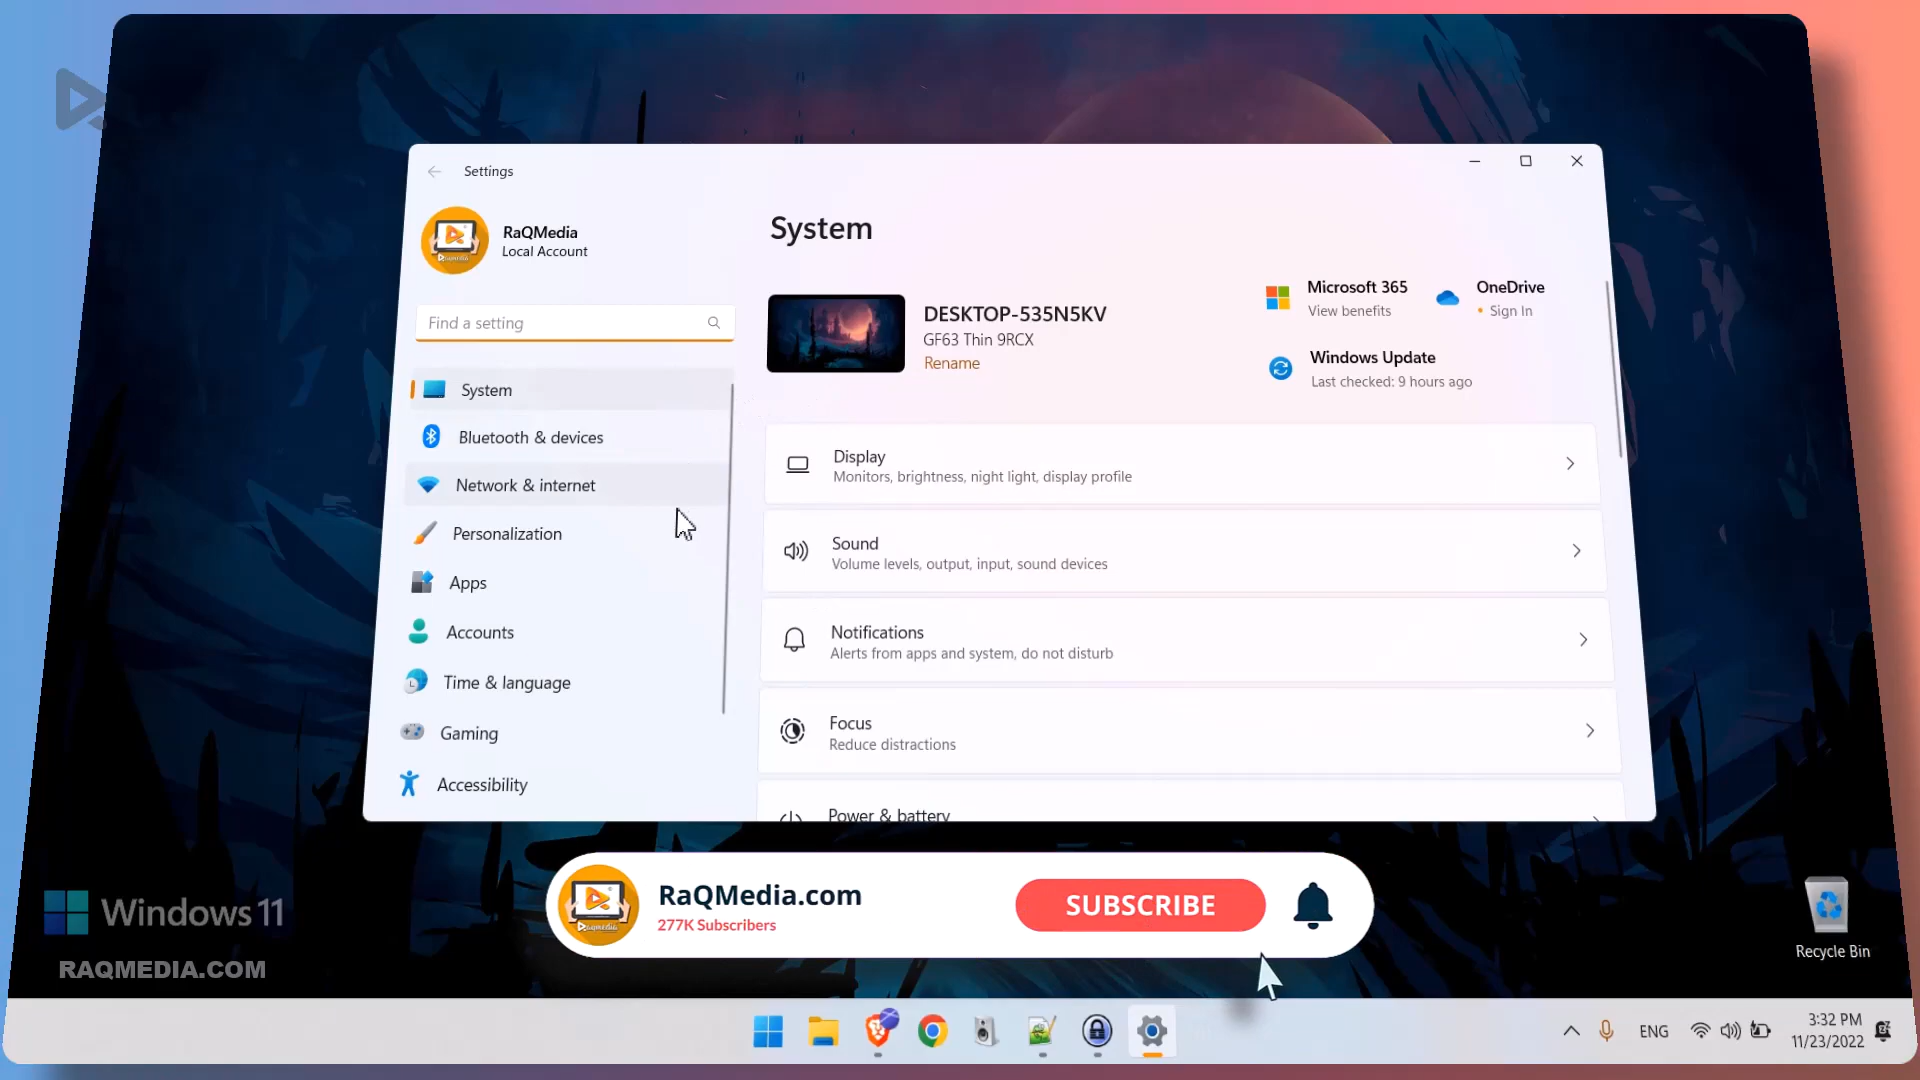 Settings
RaQMedia
Local Account
Find a setting
System
Bluetooth & devices
Network & internet
Personalization
Apps
Accounts
Time & language
Gaming
Accessibility
System
DESKTOP-535N5KV
GF63 Thin 9RCX
Rename
Microsoft 365
View benefits
OneDrive
• Sign In
Windows Update
Last checked: 9 hours ago
Display
Monitors, brightness, night light, display profile
Sound
Volume levels, output, input, sound devices
Notifications
Alerts from apps and system, do not disturb
Focus
Reduce distractions
Power & battery
RaQMedia.com
277K Subscribers
SUBSCRIBE
Windows 11
RAQMEDIA.COM
Recycle Bin
ENG
3:32 PM
11/23/2022